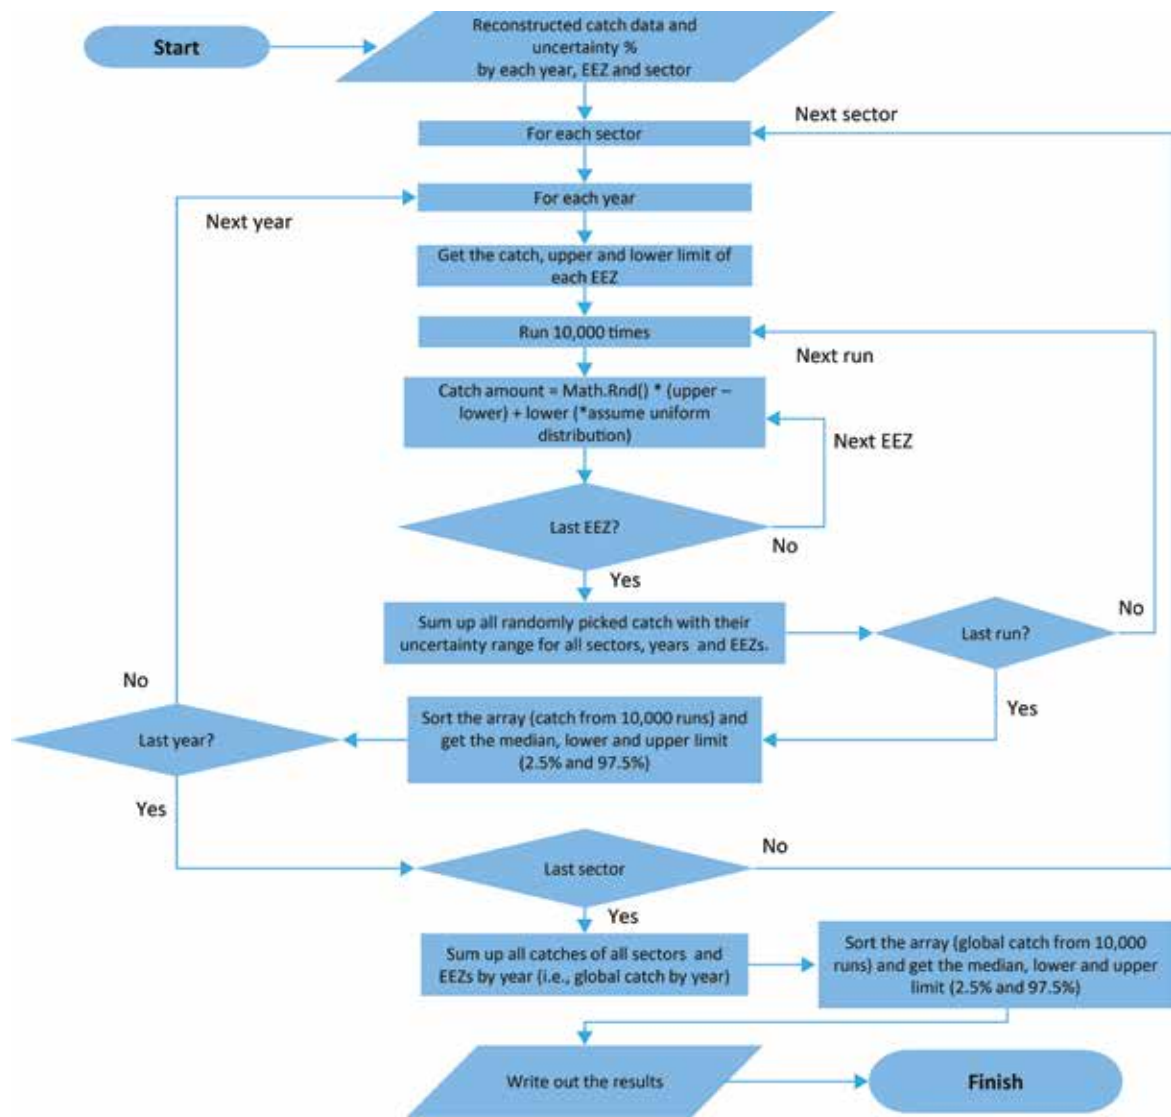 Start
Reconstructed catch data and
uncertainty %
by each year, EEZ and sector
Next sector
For each sector
For each year
Next year
Get the catch, upper and lower limit of
each EEZ
Run 10,000 times
Next run
Catch amount = Math.Rnd() * (upper –
lower) + lower (*assume uniform
distribution)
Next EEZ
Last EEZ?
No
Yes
Sum up all randomly picked catch with their
uncertainty range for all sectors, years and EEZs.
Last run?
No
Yes
Sort the array (catch from 10,000 runs) and
get the median, lower and upper limit
(2.5% and 97.5%)
No
Last year?
Yes
Last sector
No
Yes
Sum up all catches of all sectors and
EEZs by year (i.e., global catch by year)
Sort the array (global catch from 10,000
runs) and get the median, lower and upper
limit (2.5% and 97.5%)
Write out the results
Finish